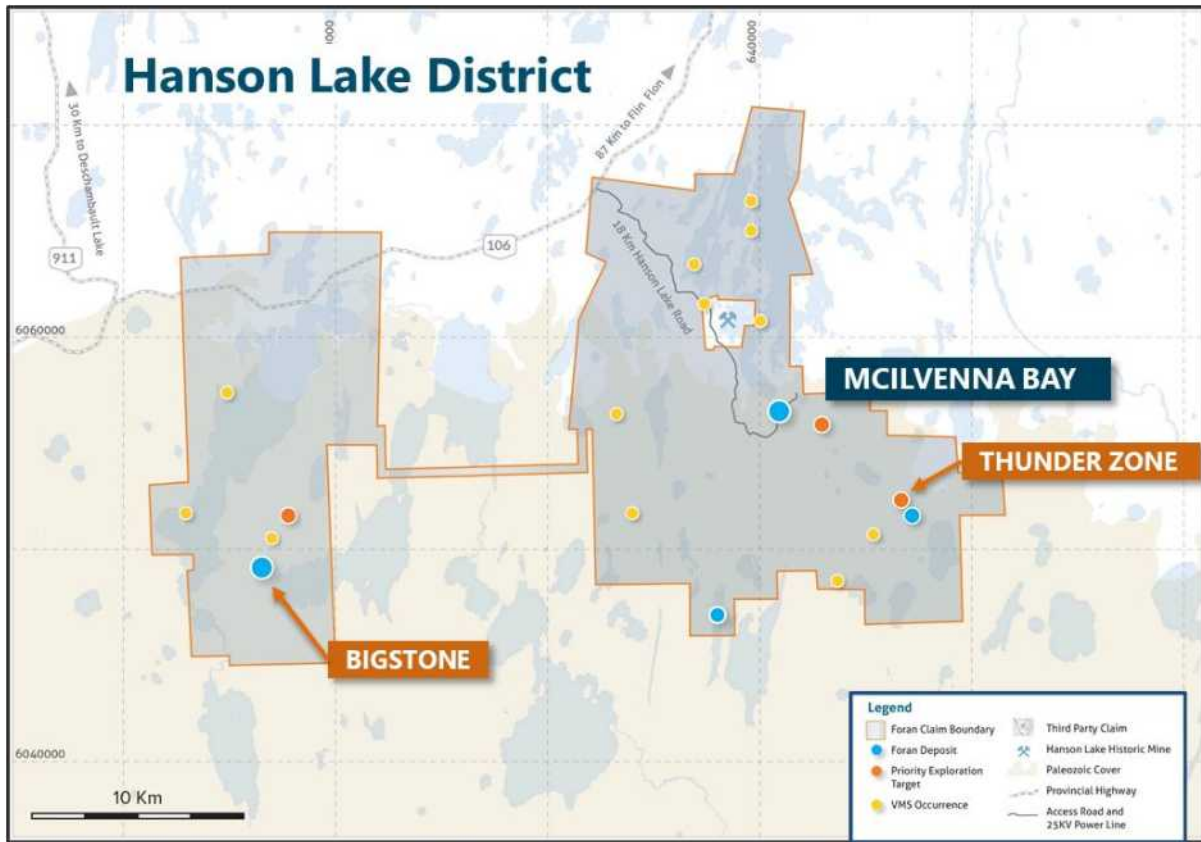 Hanson Lake District
000
640000
30 Km to Deschambault Lake
87 Km to Flin Flon
911
106
18 Km Hanson Lake Road
6060000
MCILVENNA BAY
THUNDER ZONE
BIGSTONE
6040000
10 Km
Legend
Foran Claim Boundary
Foran Deposit
Priority Exploration
Target
VMS Occurrence
Third Party Claim
Hanson Lake Historic Mine
Paleozoic Cover
Provincial Highway
Access Road and
25KV Power Line